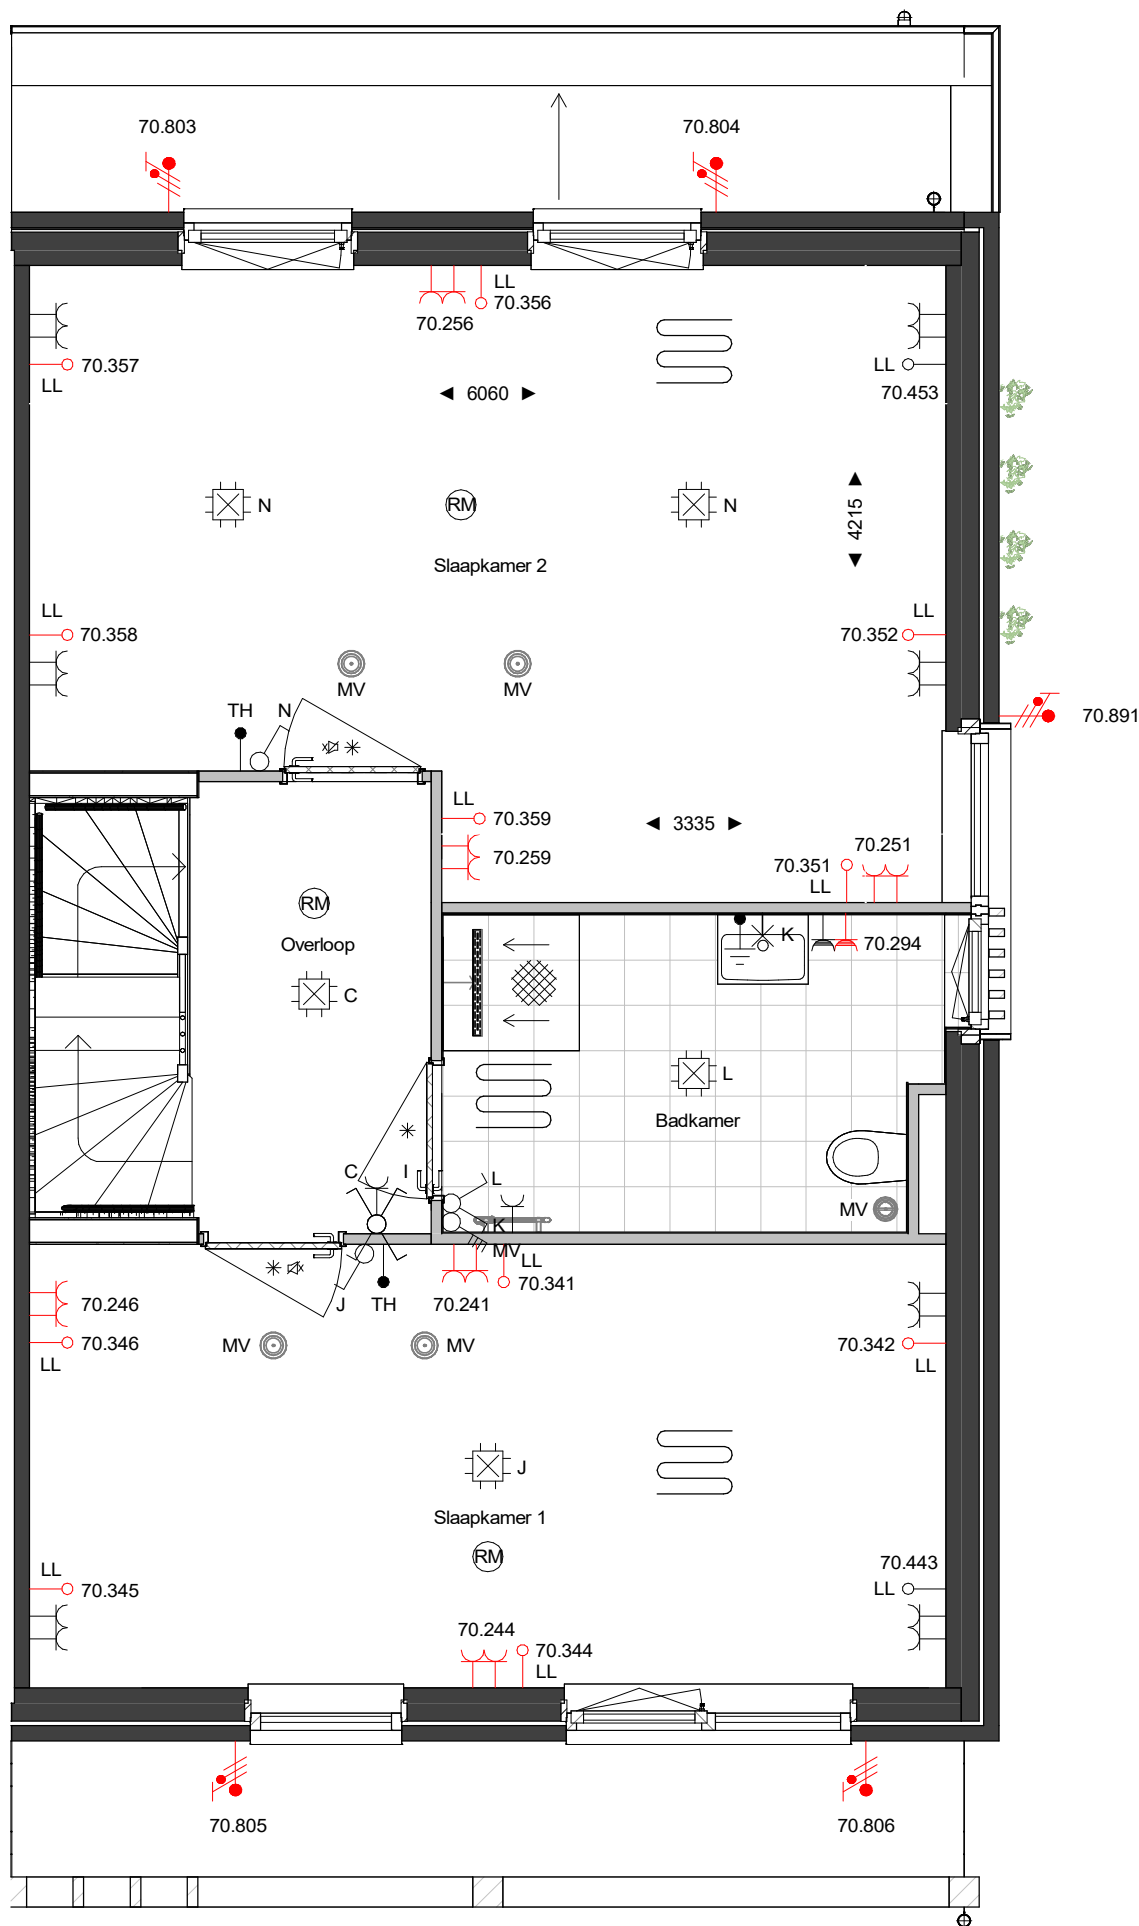 70.803 70.804
LL
70.356
70.256
70.357
LL
LL
70.453
6060
N RM N
4215
Slaapkamer 2
LL
70.358
LL
70.352
MV MV
TH N
70.891
LL
70.359
3335
70.259
70.251
70.351
LL
RM
K
70.294
Overloop
C
L
Badkamer
C I L
MV
K
MV
LL
70.341
J TH
70.241
70.246
70.346
LL
MV MV
70.342
LL
J
Slaapkamer 1
RM
LL
70.345
70.443
LL
70.244
70.344
LL
70.805 70.806